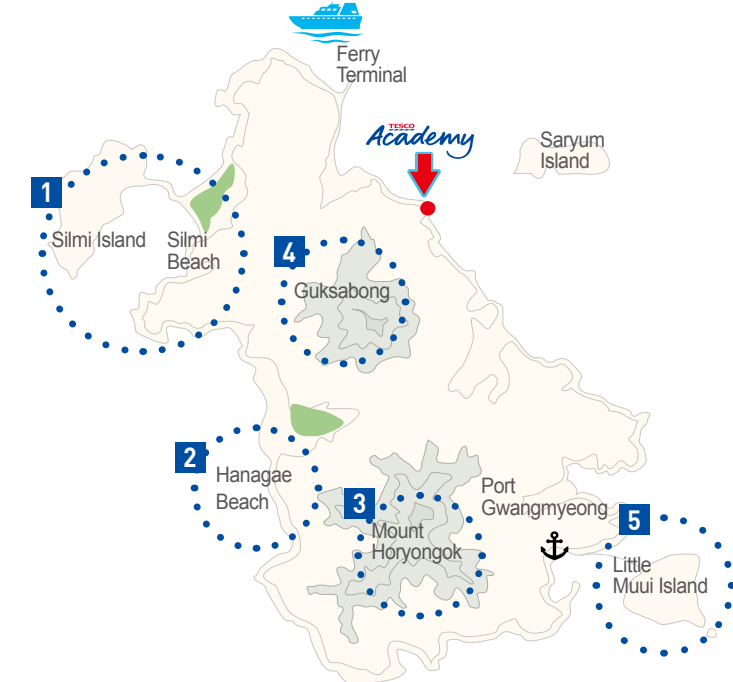 Ferry
Terminal
TESCO
Academy
Saryum
Island
1
Silmi Island
Silmi
Beach
4
Guksabong
2
Hanagae
Beach
3
Mount
Horyongok
Port
Gwangmyeong
5
Little
Muui Island